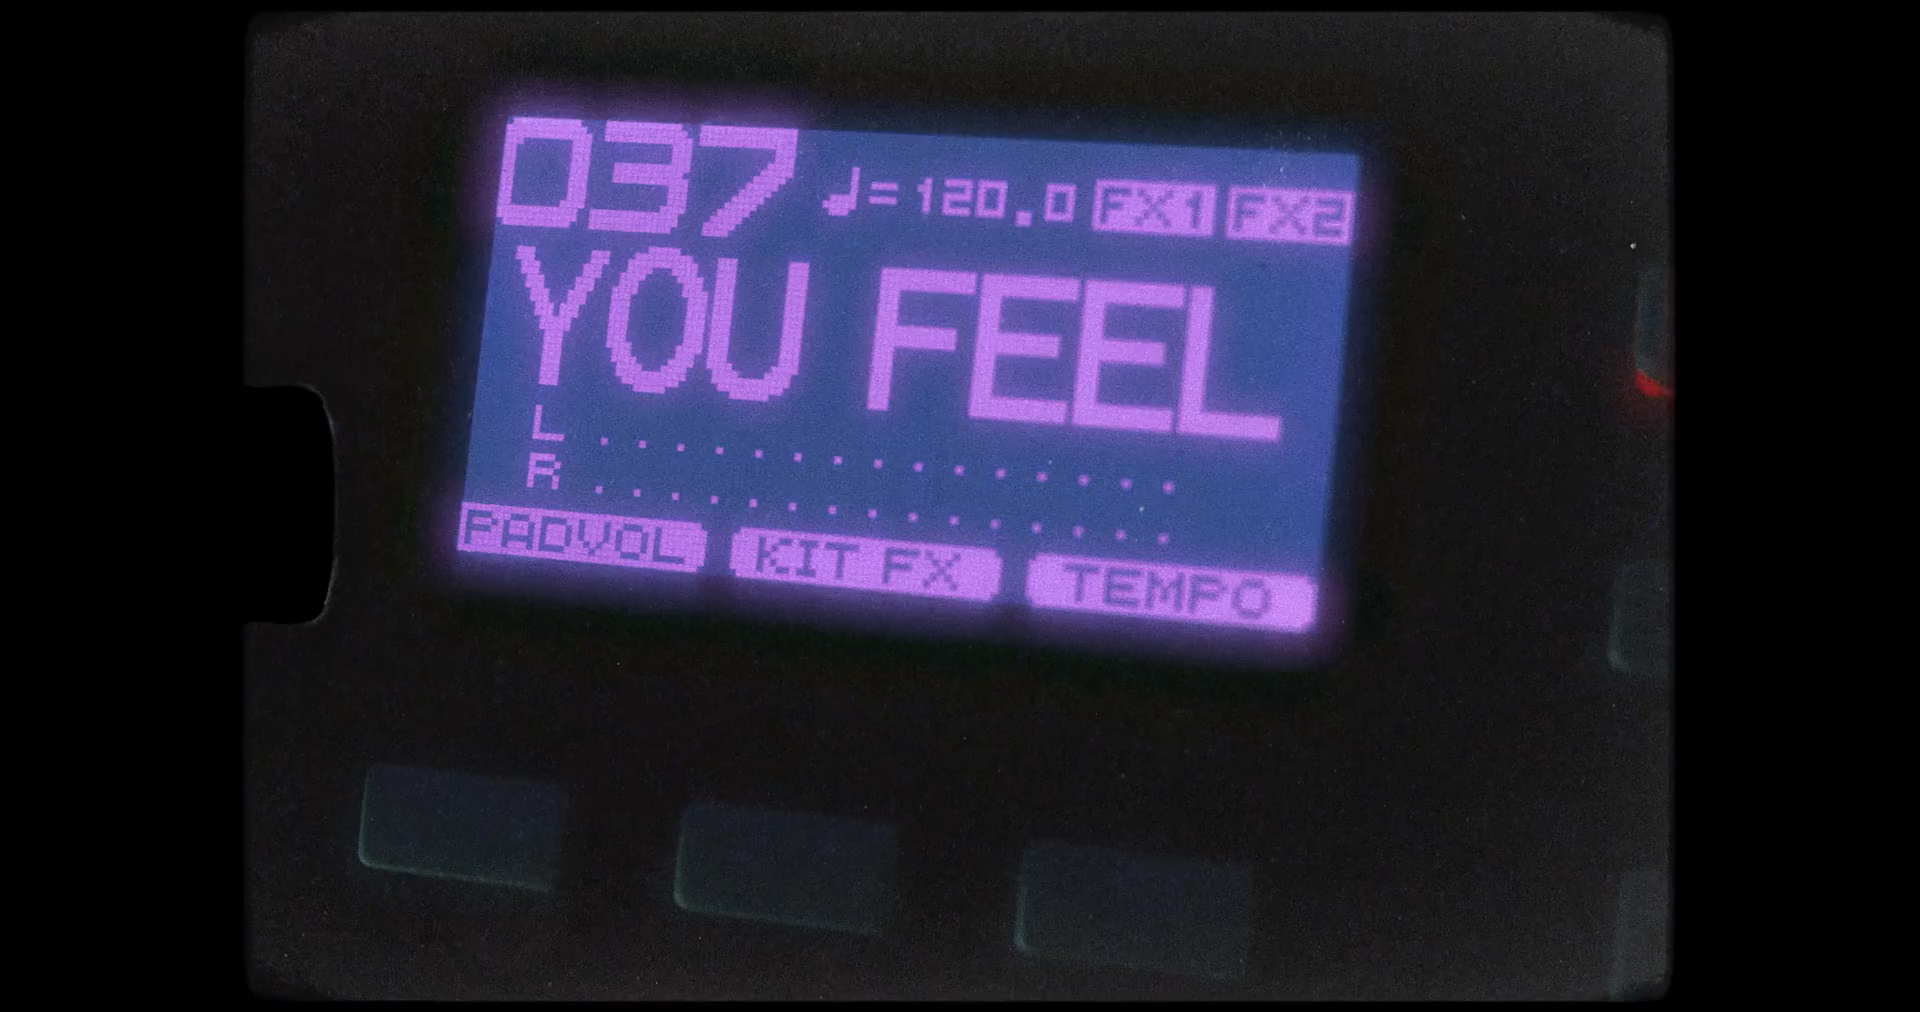 037 ♩=120.0 FX1 FX2
YOU FEEL
L
R
PADVOL KIT FX TEMPO